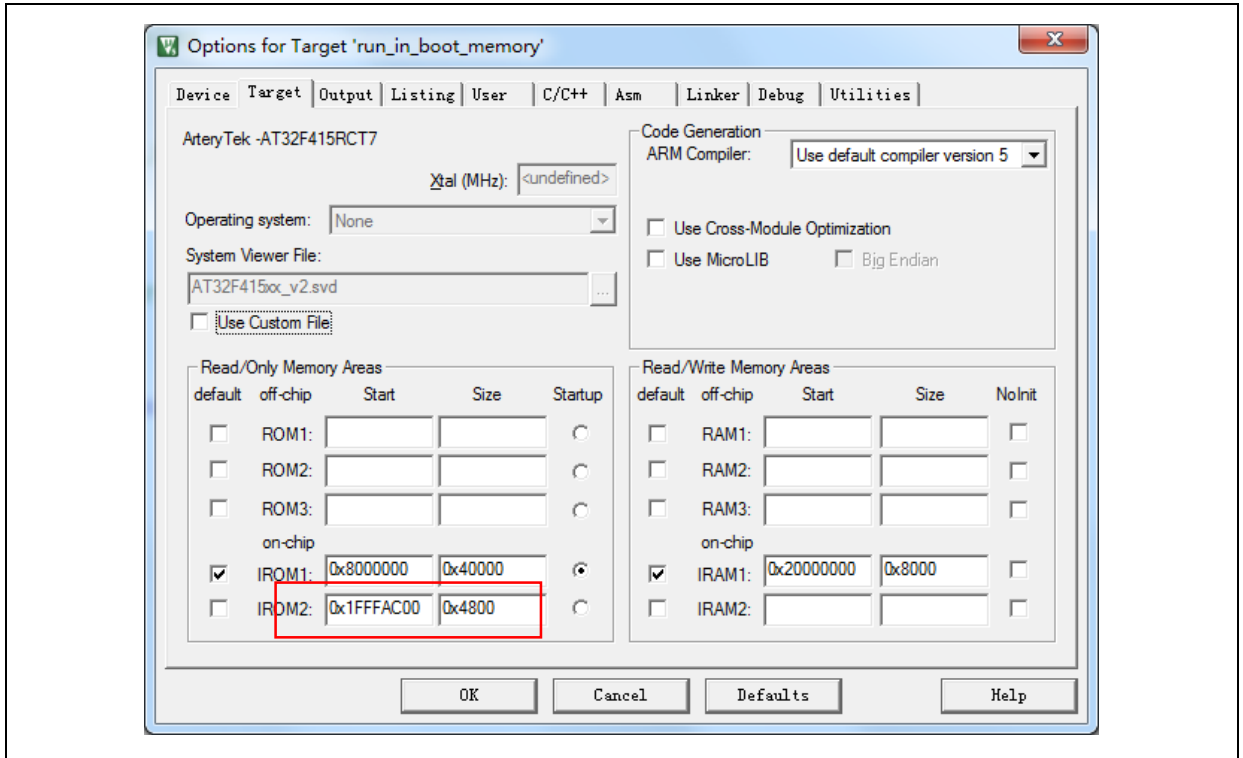 Options for Target 'run_in_boot_memory'
Device Target Output Listing User C/C++ Asm Linker Debug Utilities
ArteryTek -AT32F415RCT7
Xtal (MHz): <undefined>
Operating system: None
System Viewer File:
AT32F415xx_v2.svd
...
Use Custom File
Code Generation
ARM Compiler: Use default compiler version 5
Use Cross-Module Optimization
Use MicroLIB Big Endian
Read/Only Memory Areas
default off-chip Start Size Startup
ROM1:
ROM2:
ROM3:
on-chip
IROM1: 0x8000000 0x40000
IROM2: 0x1FFFAC00 0x4800
Read/Write Memory Areas
default off-chip Start Size NoInit
RAM1:
RAM2:
RAM3:
on-chip
IRAM1: 0x20000000 0x8000
IRAM2:
OK Cancel Defaults Help